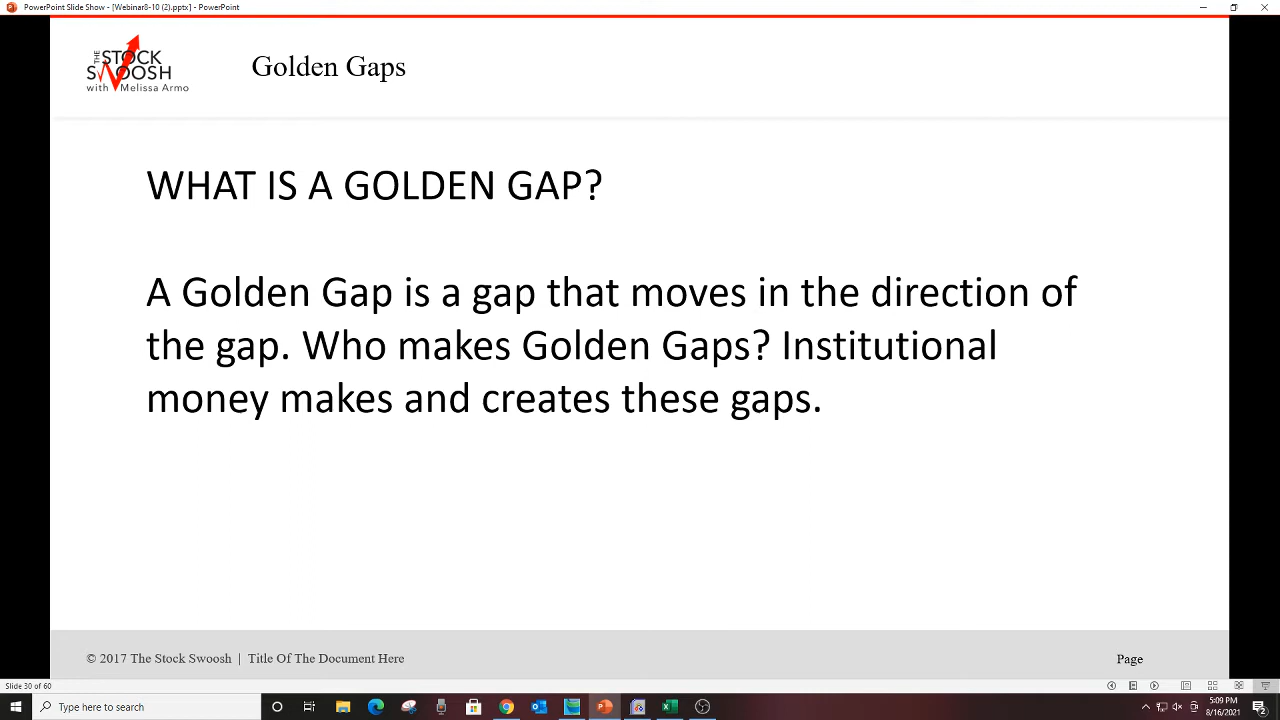 PowerPoint Slide Show - [Webinar8-10 (2).pptx] - PowerPoint
THE STOCK SWOOSH
with Melissa Armo
Golden Gaps
WHAT IS A GOLDEN GAP?
A Golden Gap is a gap that moves in the direction of
the gap. Who makes Golden Gaps? Institutional
money makes and creates these gaps.
© 2017 The Stock Swoosh | Title Of The Document Here
Page
Slide 30 of 60
Type here to search
5:09 PM
8/16/2021
2